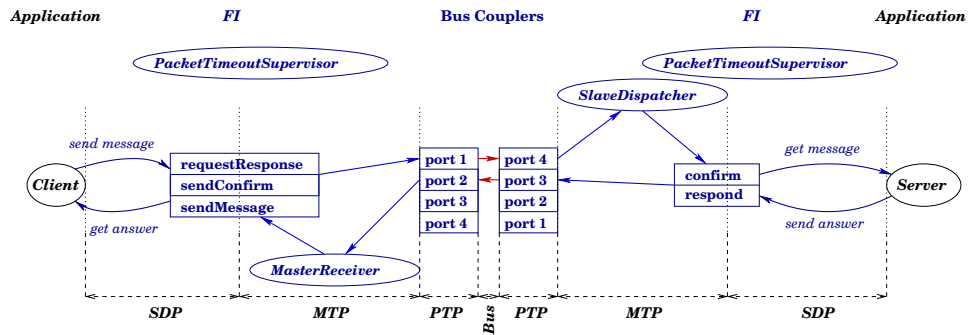 Application FI Bus Couplers FI Application
PacketTimeoutSupervisor PacketTimeoutSupervisor
SlaveDispatcher
send message get message
requestResponse port 1 port 4
Client sendConfirm port 2 port 3 confirm Server
sendMessage port 3 port 2 respond
get answer port 4 port 1 send answer
MasterReceiver
SDP MTP PTP Bus PTP MTP SDP